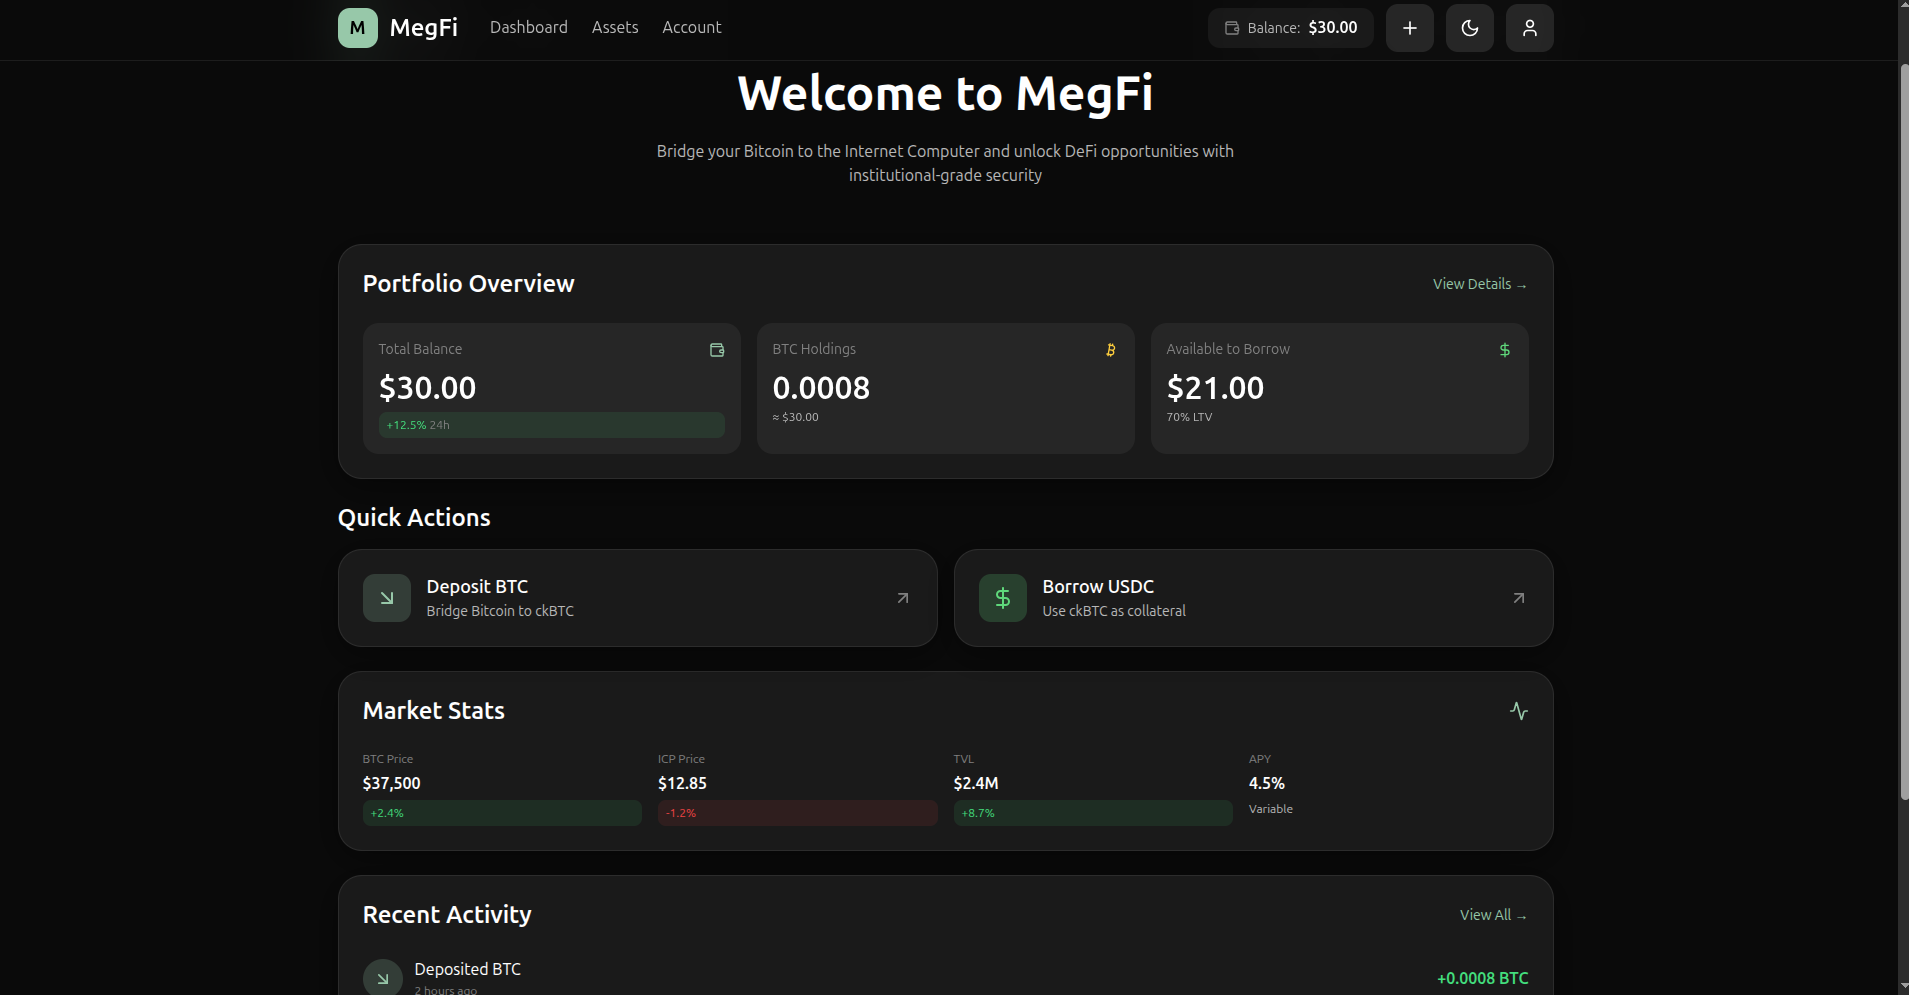 M MegFi Dashboard Assets Account Balance: $30.00
Welcome to MegFi
Bridge your Bitcoin to the Internet Computer and unlock DeFi opportunities with
institutional-grade security
Portfolio Overview
View Details →
Total Balance
$30.00
+12.5% 24h
BTC Holdings
0.0008
≈ $30.00
Available to Borrow
$21.00
70% LTV
Quick Actions
Deposit BTC
Bridge Bitcoin to ckBTC
Borrow USDC
Use ckBTC as collateral
Market Stats
BTC Price
$37,500
+2.4%
ICP Price
$12.85
-1.2%
TVL
$2.4M
+8.7%
APY
4.5%
Variable
Recent Activity
View All →
Deposited BTC
2 hours ago
+0.0008 BTC